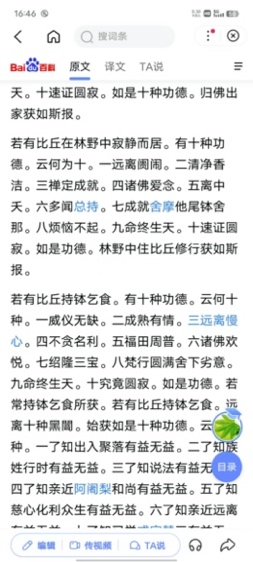 16:46
搜词条
Bai百科 原文 译文 TA说
夭。十速证圆寂。如是十种功德。归佛出
家获如斯报。
若有比丘在林野中寂静而居。有十种功
德。云何为十。一远离阓闹。二清净香
洁。三禅定成就。四诸佛爱念。五离中
夭。六多闻总持。七成就舍摩他尾钵舍
那。八烦恼不起。九命终生天。十速证圆
寂。如是功德。林野中住比丘修行获如斯
报。
若有比丘持钵乞食。有十种功德。云何十
种。一威仪无缺。二成熟有情。三远离慢
心。四不贪名利。五福田周普。六诸佛欢
悦。七绍隆三宝。八梵行圆满舍下劣意。
九命终生天。十究竟圆寂。如是功德。若
常持钵乞食所获。若有比丘持钵乞食。远
离十种黑闇。始获如是十种功德。云
种。一了知出入聚落有益无益。二了知族
姓行时有益无益。三了知说法有益无
四了知亲近阿阇梨和尚有益无益。五了知
慈心化利众生有益无益。六了知亲近远离
目录
编辑 传视频 TA说